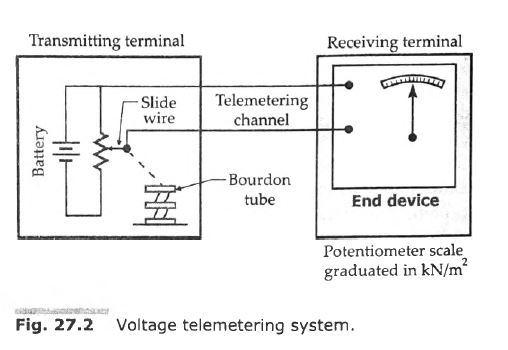 Transmitting terminal
Receiving terminal
Battery
Slide
wire
Telemetering
channel
Bourdon
tube
End device
Potentiometer scale
graduated in kN/m²
Fig. 27.2 Voltage telemetering system.